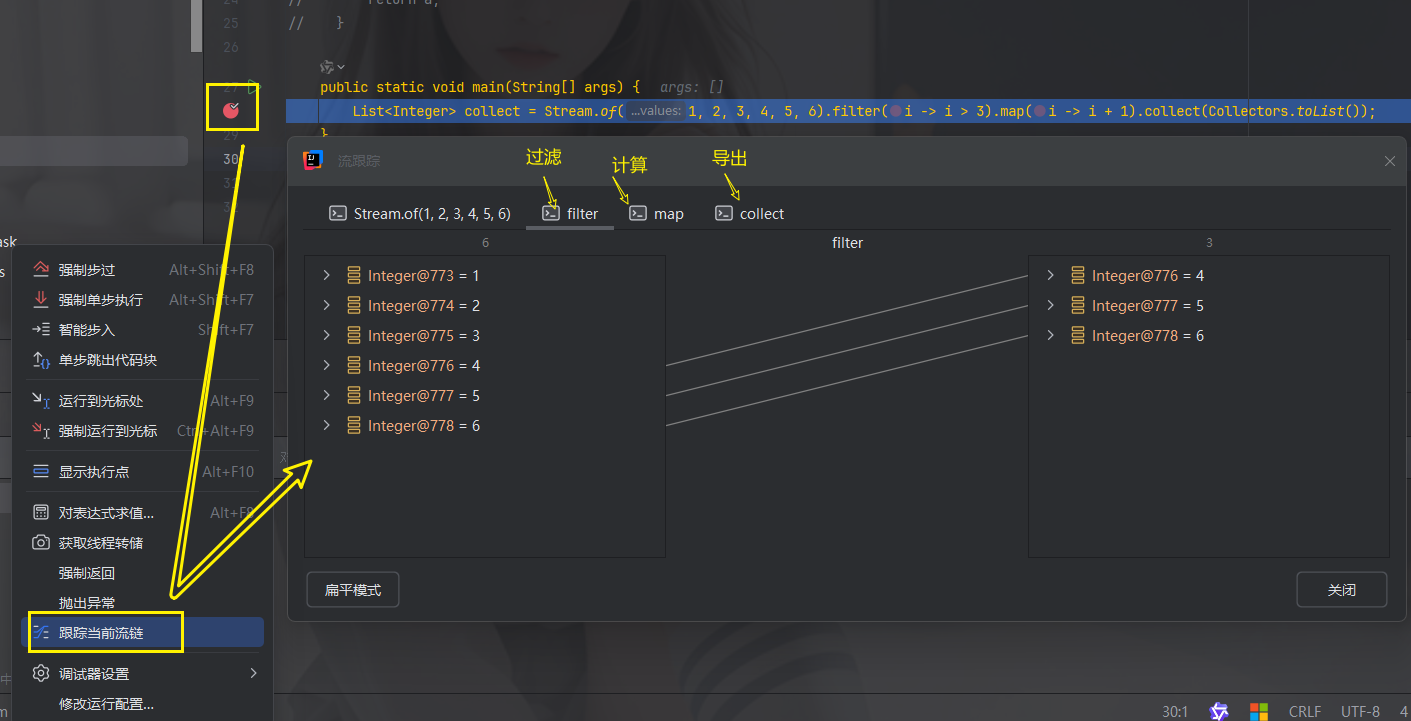 24 // return a;
25 // }
26
27
public static void main(String[] args) { args: []
List<Integer> collect = Stream.of( ...values: 1, 2, 3, 4, 5, 6).filter( i -> i > 3).map( i -> i + 1).collect(Collectors.toList());
29 }
30
流跟踪
过滤
计算
导出
Stream.of(1, 2, 3, 4, 5, 6) filter map collect
6 filter 3
Integer@773 = 1
Integer@774 = 2
Integer@775 = 3
Integer@776 = 4
Integer@777 = 5
Integer@778 = 6
Integer@776 = 4
Integer@777 = 5
Integer@778 = 6
扁平模式
关闭
ask
s
强制步过 Alt+Shift+F8
强制单步执行 Alt+Shift+F7
智能步入 Shift+F7
单步跳出代码块
运行到光标处 Alt+F9
强制运行到光标 Ctrl+Alt+F9
显示执行点 Alt+F10
对表达式求值... Alt+F8
获取线程转储
强制返回
抛出异常
跟踪当前流链
调试器设置
修改运行配置...
30:1 CRLF UTF-8 4